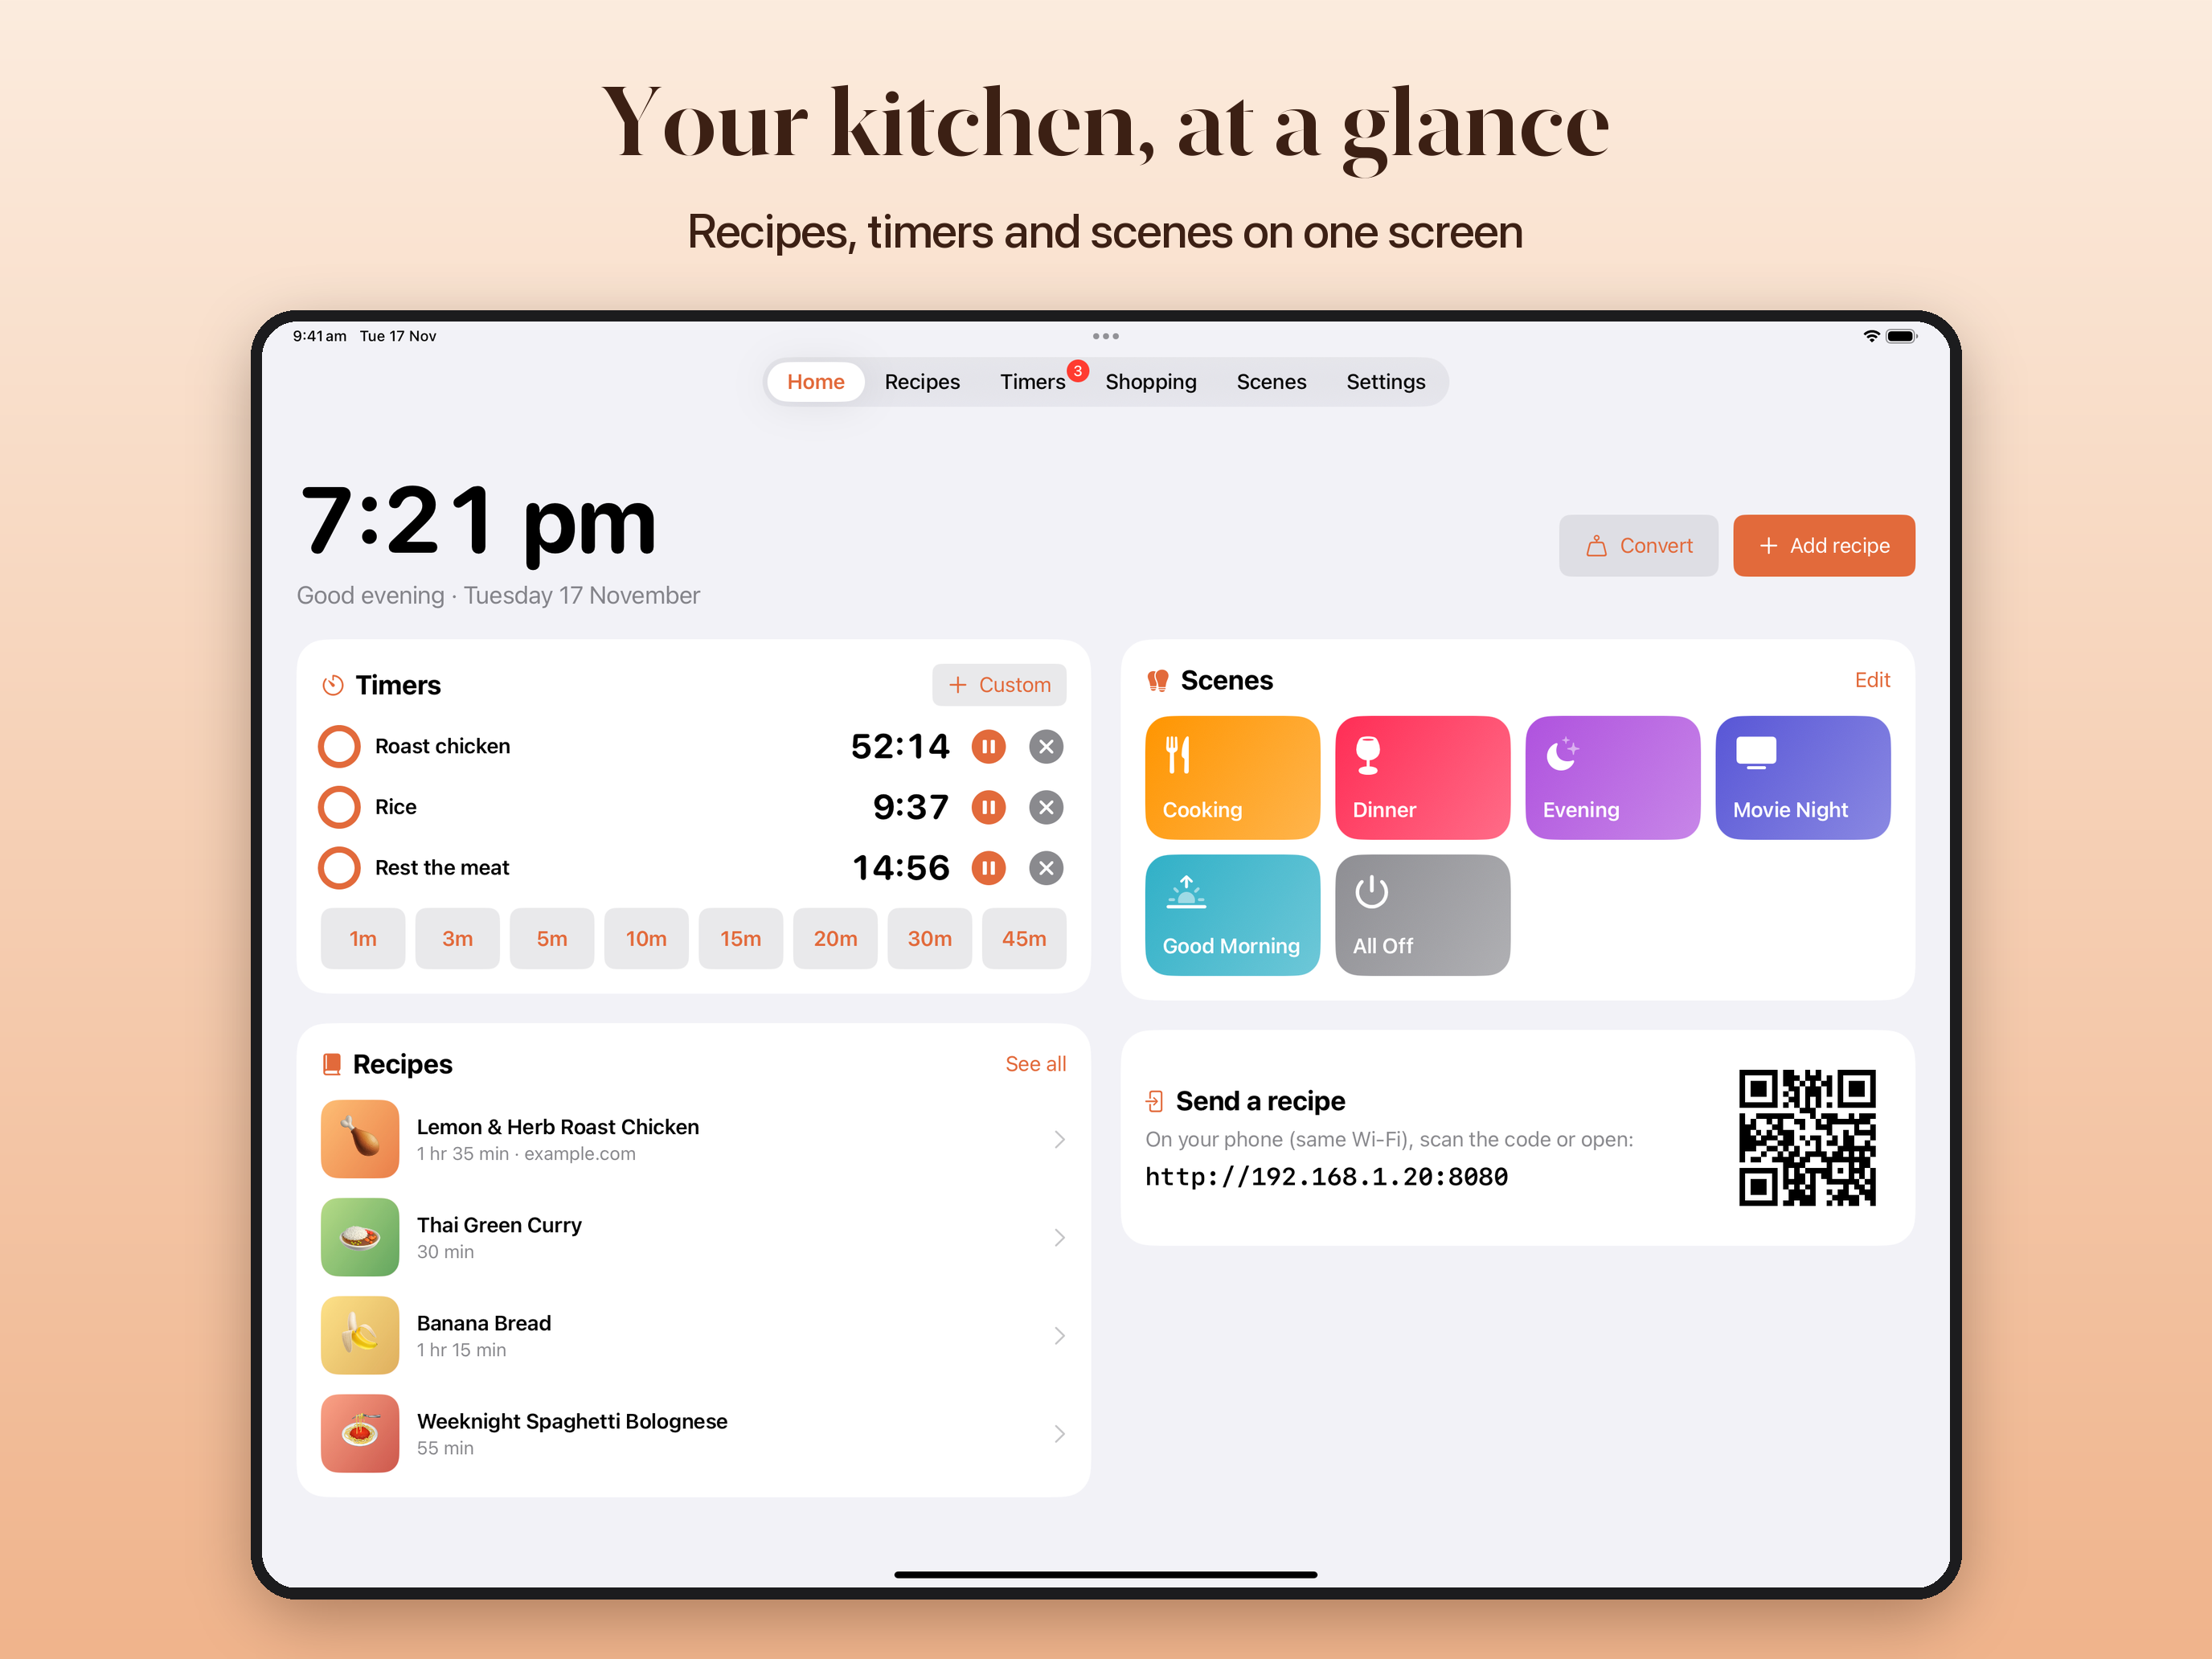 Your kitchen, at a glance
Recipes, timers and scenes on one screen
9:41 am Tue 17 Nov
Home Recipes Timers 3 Shopping Scenes Settings
7:21 pm
Good evening · Tuesday 17 November
Convert
Add recipe
Timers
Custom
Roast chicken 52:14
Rice 9:37
Rest the meat 14:56
1m 3m 5m 10m 15m 20m 30m 45m
Scenes
Edit
Cooking Dinner Evening Movie Night
Good Morning All Off
Recipes
See all
Lemon & Herb Roast Chicken
1 hr 35 min · example.com
Thai Green Curry
30 min
Banana Bread
1 hr 15 min
Weeknight Spaghetti Bolognese
55 min
Send a recipe
On your phone (same Wi-Fi), scan the code or open:
http://192.168.1.20:8080